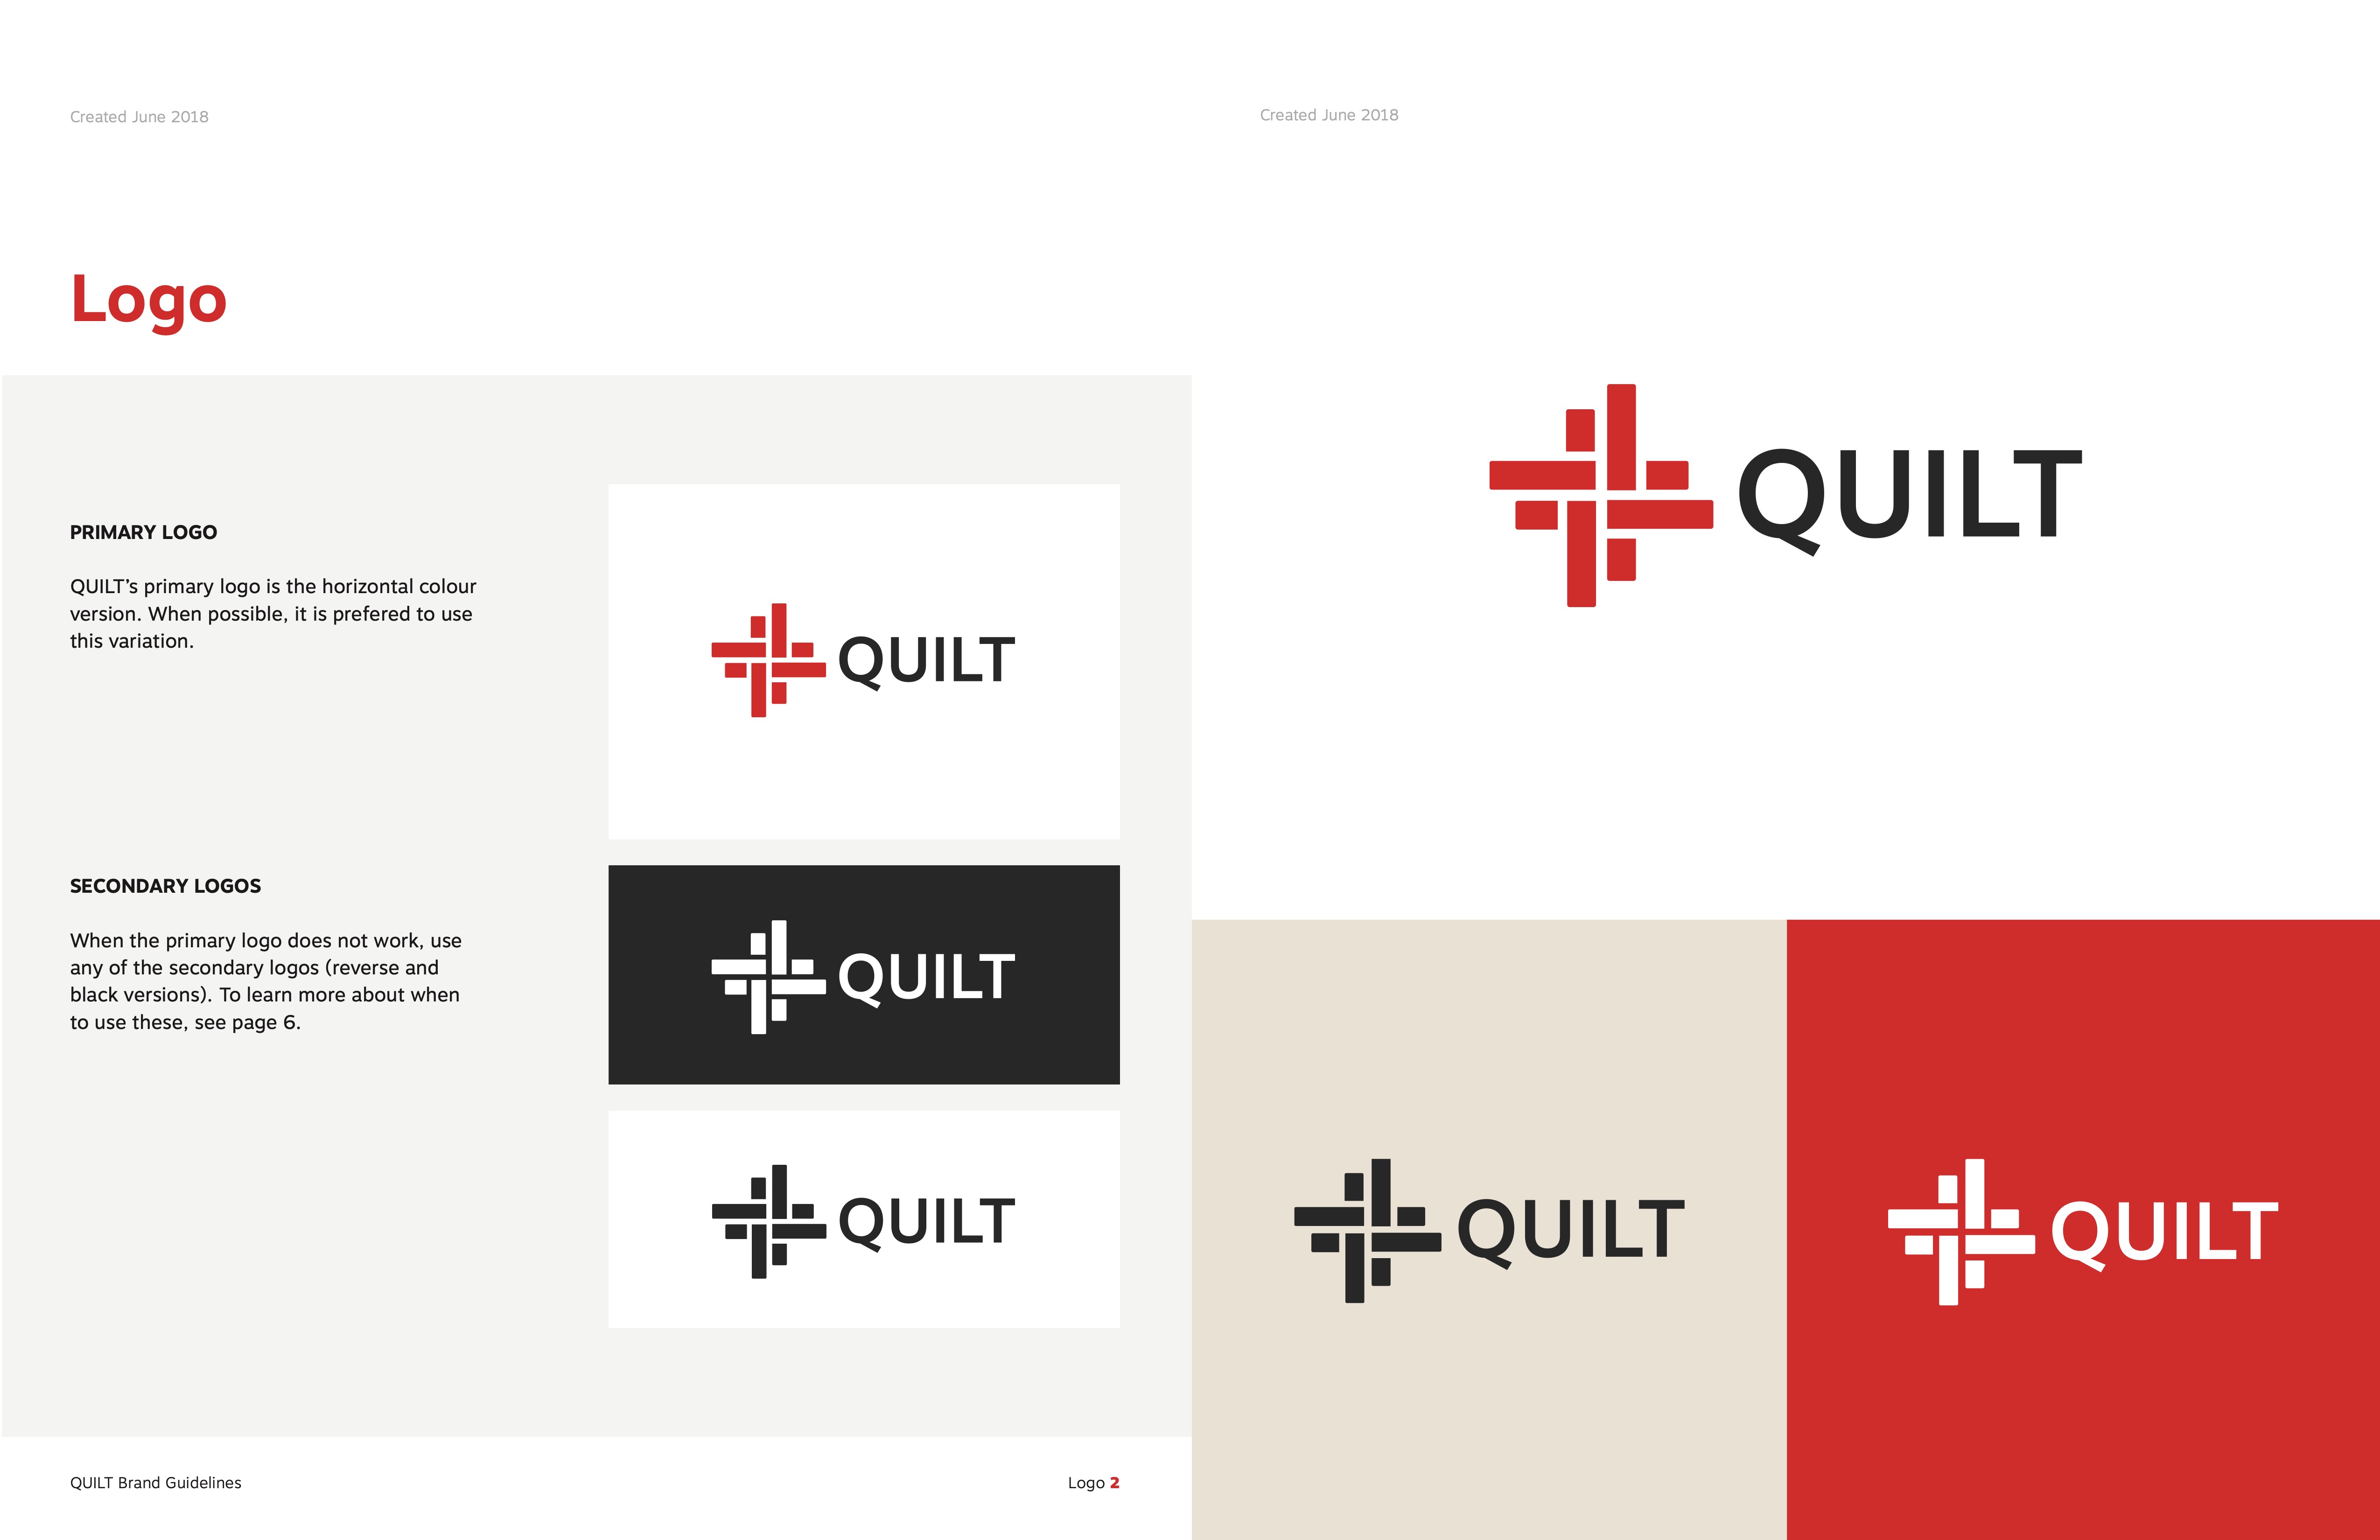 Created June 2018
Logo
PRIMARY LOGO
QUILT’s primary logo is the horizontal colour
version. When possible, it is prefered to use
this variation.
QUILT
SECONDARY LOGOS
When the primary logo does not work, use
any of the secondary logos (reverse and
black versions). To learn more about when
to use these, see page 6.
QUILT
QUILT
QUILT Brand Guidelines
Logo 2
Created June 2018
QUILT
QUILT
QUILT